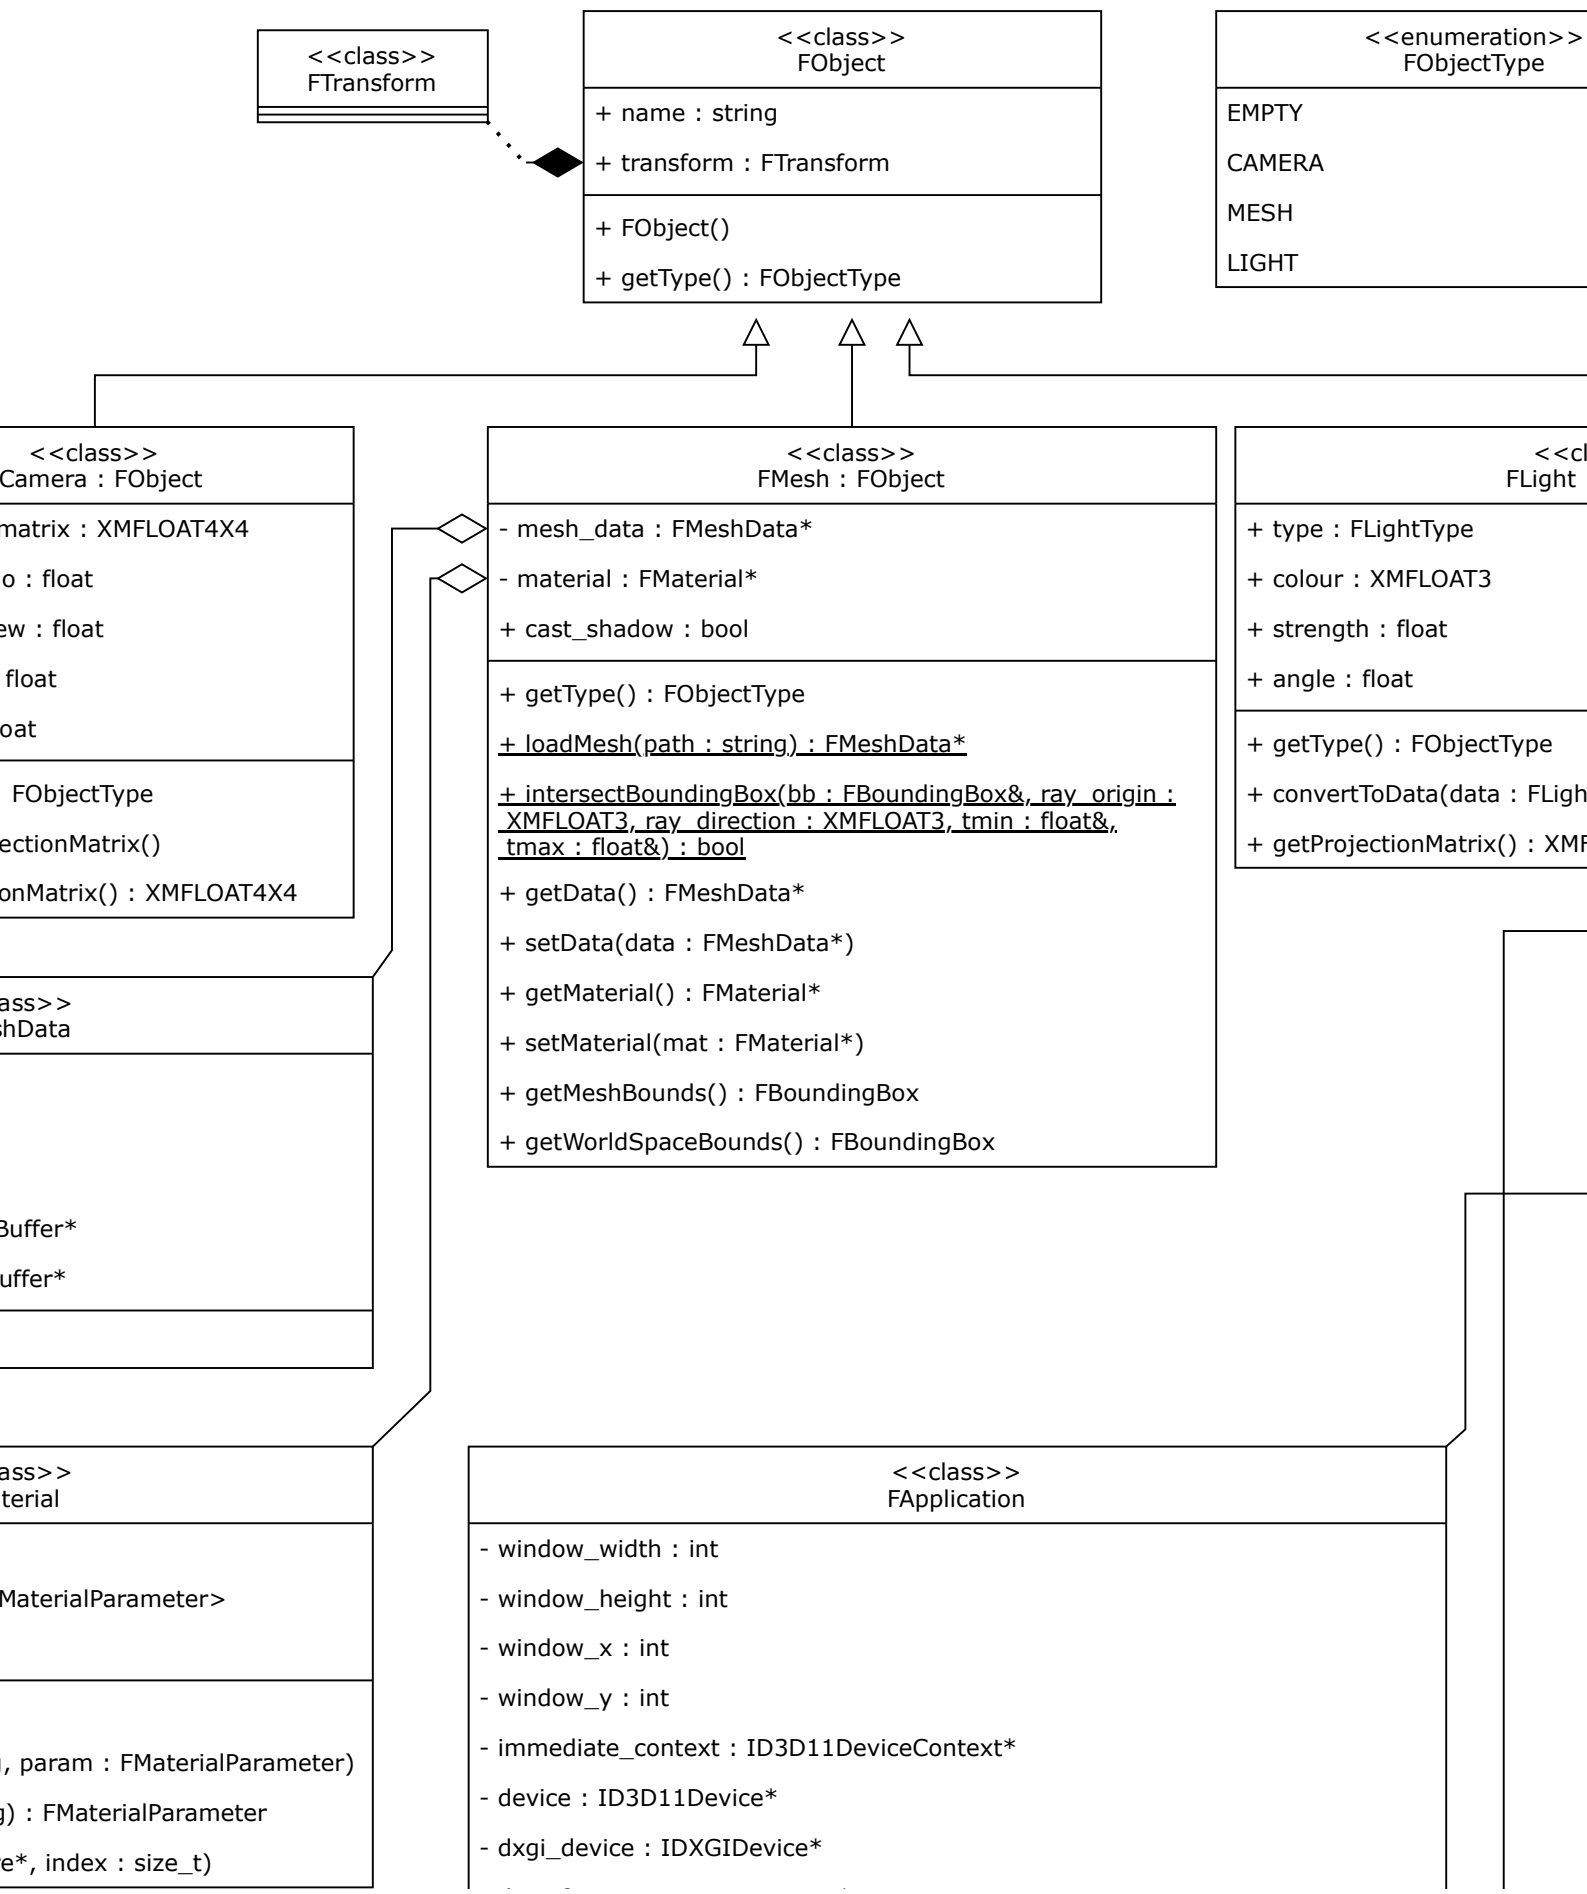 <<class>>
FTransform
<<class>>
FObject
+ name : string
+ transform : FTransform
+ FObject()
+ getType() : FObjectType
<<enumeration>>
FObjectType
EMPTY
CAMERA
MESH
LIGHT
<<class>>
Camera : FObject
matrix : XMFLOAT4X4
o : float
ew : float
float
oat
FObjectType
ectionMatrix()
onMatrix() : XMFLOAT4X4
<<class>>
FMesh : FObject
- mesh_data : FMeshData*
- material : FMaterial*
+ cast_shadow : bool
+ getType() : FObjectType
+ loadMesh(path : string) : FMeshData*
+ intersectBoundingBox(bb : FBoundingBox&, ray_origin :
XMFLOAT3, ray_direction : XMFLOAT3, tmin : float&,
tmax : float&) : bool
+ getData() : FMeshData*
+ setData(data : FMeshData*)
+ getMaterial() : FMaterial*
+ setMaterial(mat : FMaterial*)
+ getMeshBounds() : FBoundingBox
+ getWorldSpaceBounds() : FBoundingBox
<<cl
FLight
+ type : FLightType
+ colour : XMFLOAT3
+ strength : float
+ angle : float
+ getType() : FObjectType
+ convertToData(data : FLigh
+ getProjectionMatrix() : XMF
ass>>
shData
Buffer*
uffer*
ass>>
terial
MaterialParameter>
, param : FMaterialParameter)
g) : FMaterialParameter
e*, index : size_t)
<<class>>
FApplication
- window_width : int
- window_height : int
- window_x : int
- window_y : int
- immediate_context : ID3D11DeviceContext*
- device : ID3D11Device*
- dxgi_device : IDXGIDevice*